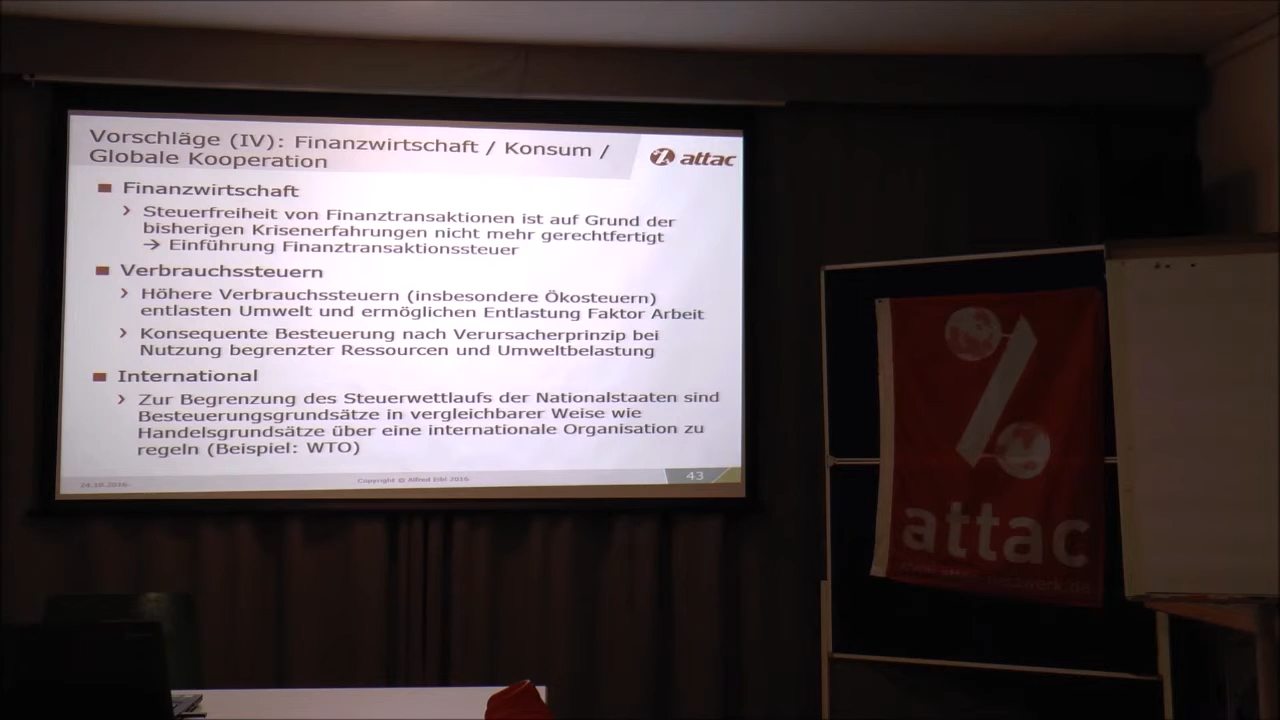 Vorschläge (IV): Finanzwirtschaft / Konsum /
Globale Kooperation
attac
Finanzwirtschaft
› Steuerfreiheit von Finanztransaktionen ist auf Grund der
bisherigen Krisenerfahrungen nicht mehr gerechtfertigt
→ Einführung Finanztransaktionssteuer
Verbrauchssteuern
› Höhere Verbrauchssteuern (insbesondere Ökosteuern)
entlasten Umwelt und ermöglichen Entlastung Faktor Arbeit
› Konsequente Besteuerung nach Verursacherprinzip bei
Nutzung begrenzter Ressourcen und Umweltbelastung
International
› Zur Begrenzung des Steuerwettlaufs der Nationalstaaten sind
Besteuerungsgrundsätze in vergleichbarer Weise wie
Handelsgrundsätze über eine internationale Organisation zu
regeln (Beispiel: WTO)
24.10.2016
Copyright © Alfred Eibl 2016
43
attac